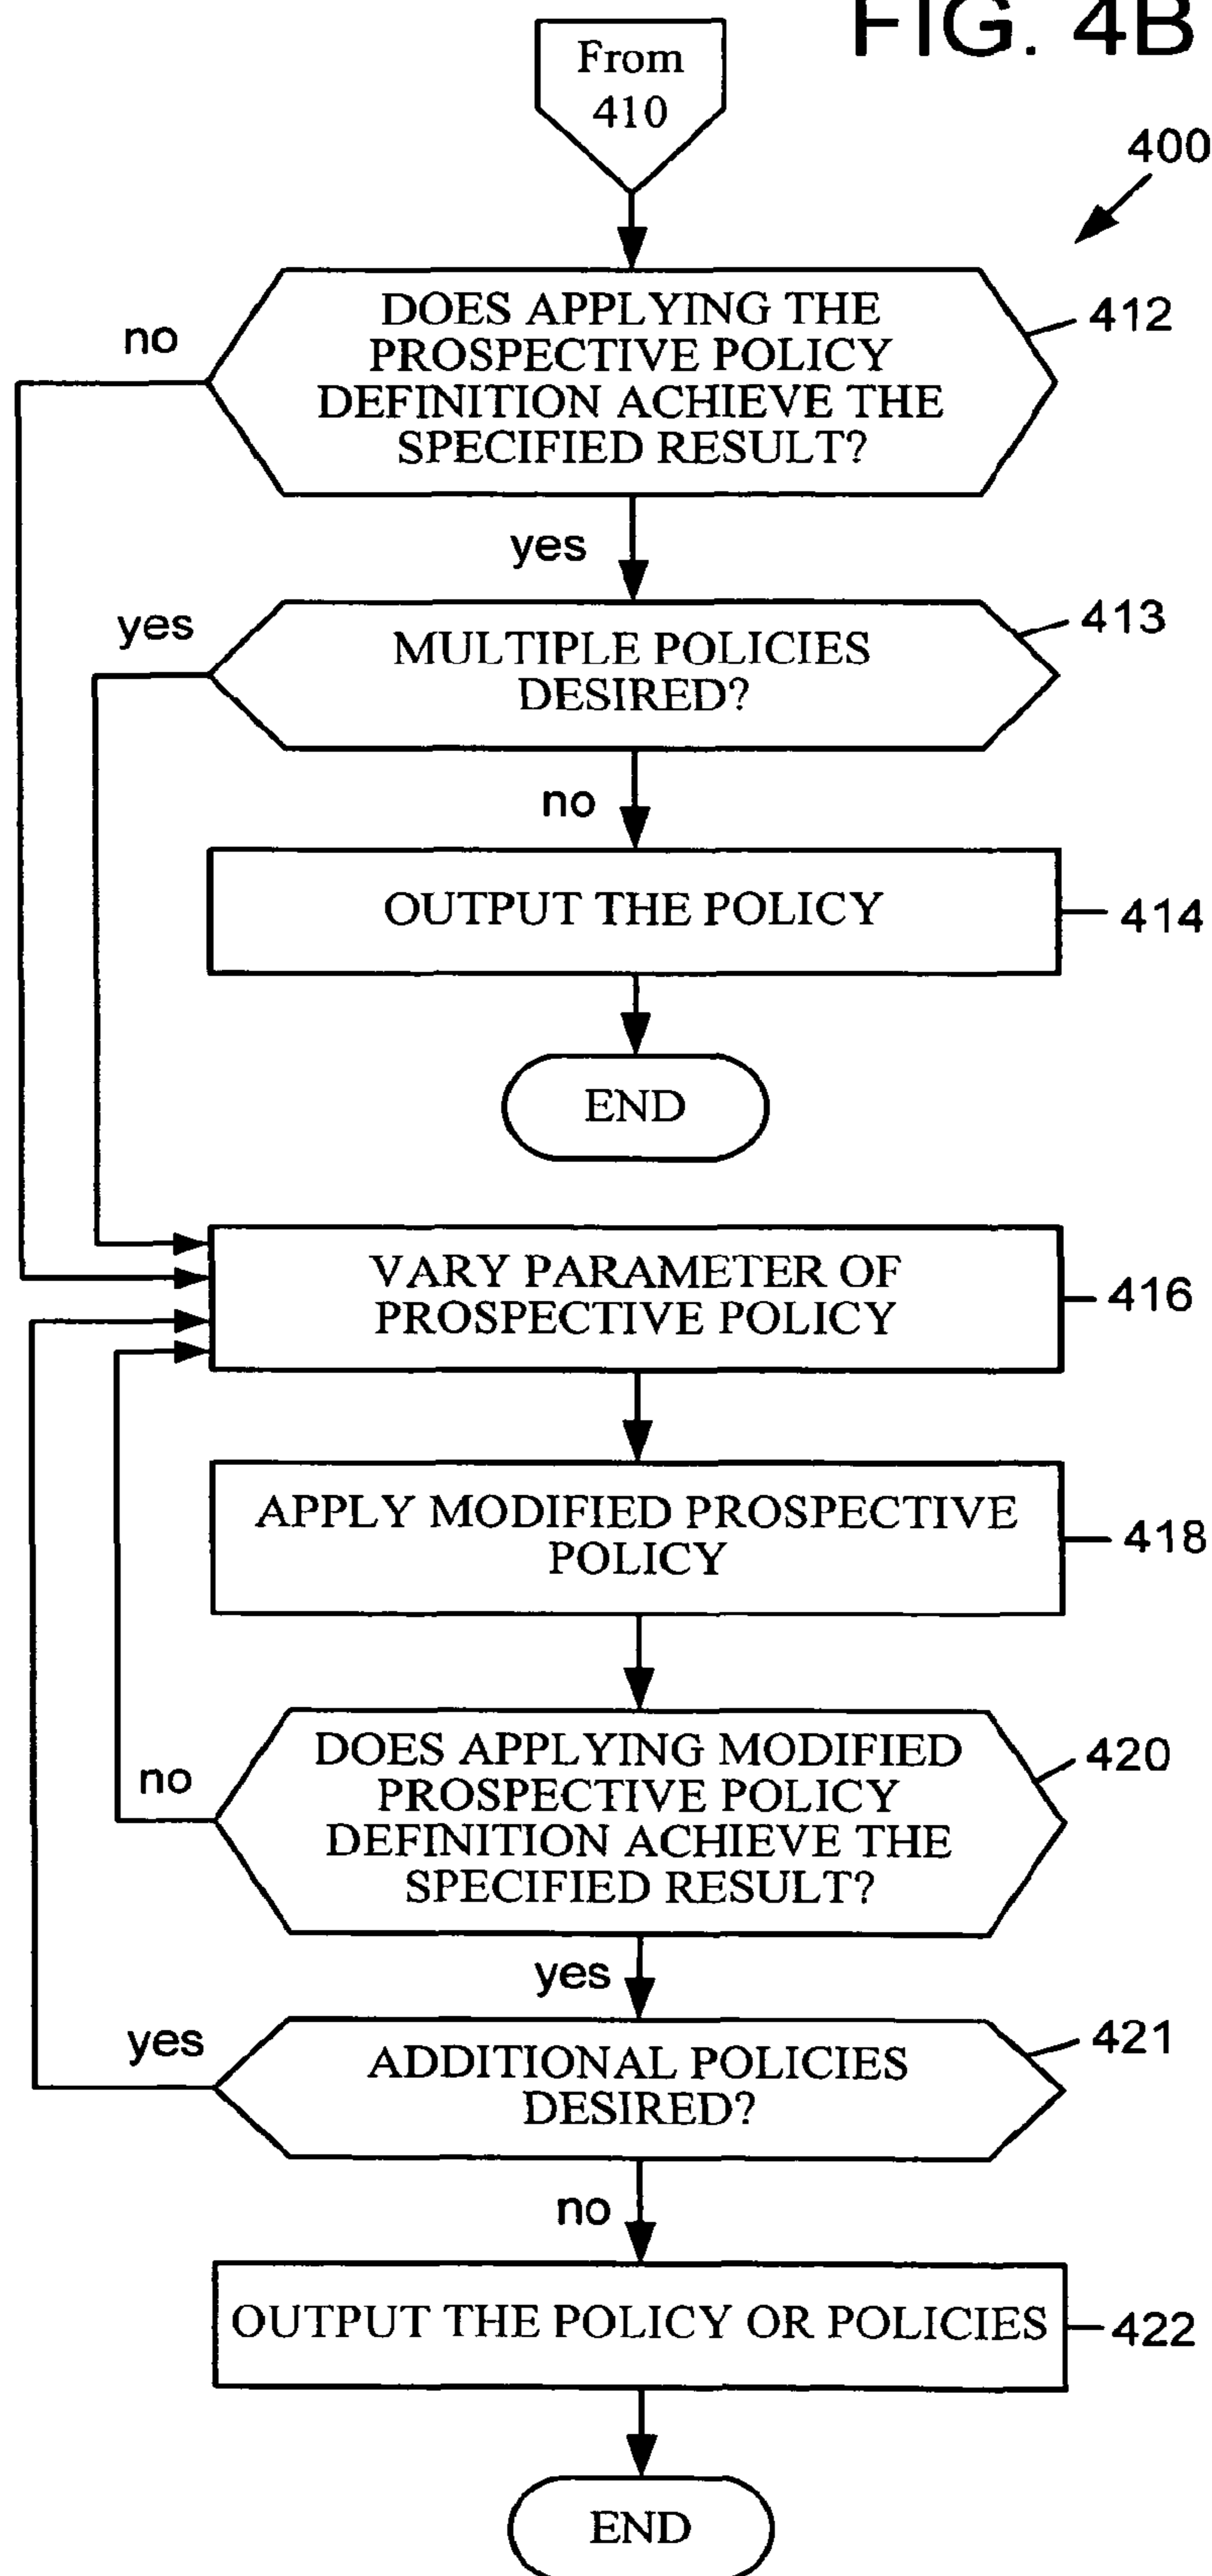 FIG. 4B
From
410
400
DOES APPLYING THE
PROSPECTIVE POLICY
DEFINITION ACHIEVE THE
SPECIFIED RESULT?
412
no
yes
MULTIPLE POLICIES
DESIRED?
413
yes
no
OUTPUT THE POLICY
414
END
VARY PARAMETER OF
PROSPECTIVE POLICY
416
APPLY MODIFIED PROSPECTIVE
POLICY
418
DOES APPLYING MODIFIED
PROSPECTIVE POLICY
DEFINITION ACHIEVE THE
SPECIFIED RESULT?
420
no
yes
ADDITIONAL POLICIES
DESIRED?
421
yes
no
OUTPUT THE POLICY OR POLICIES
422
END